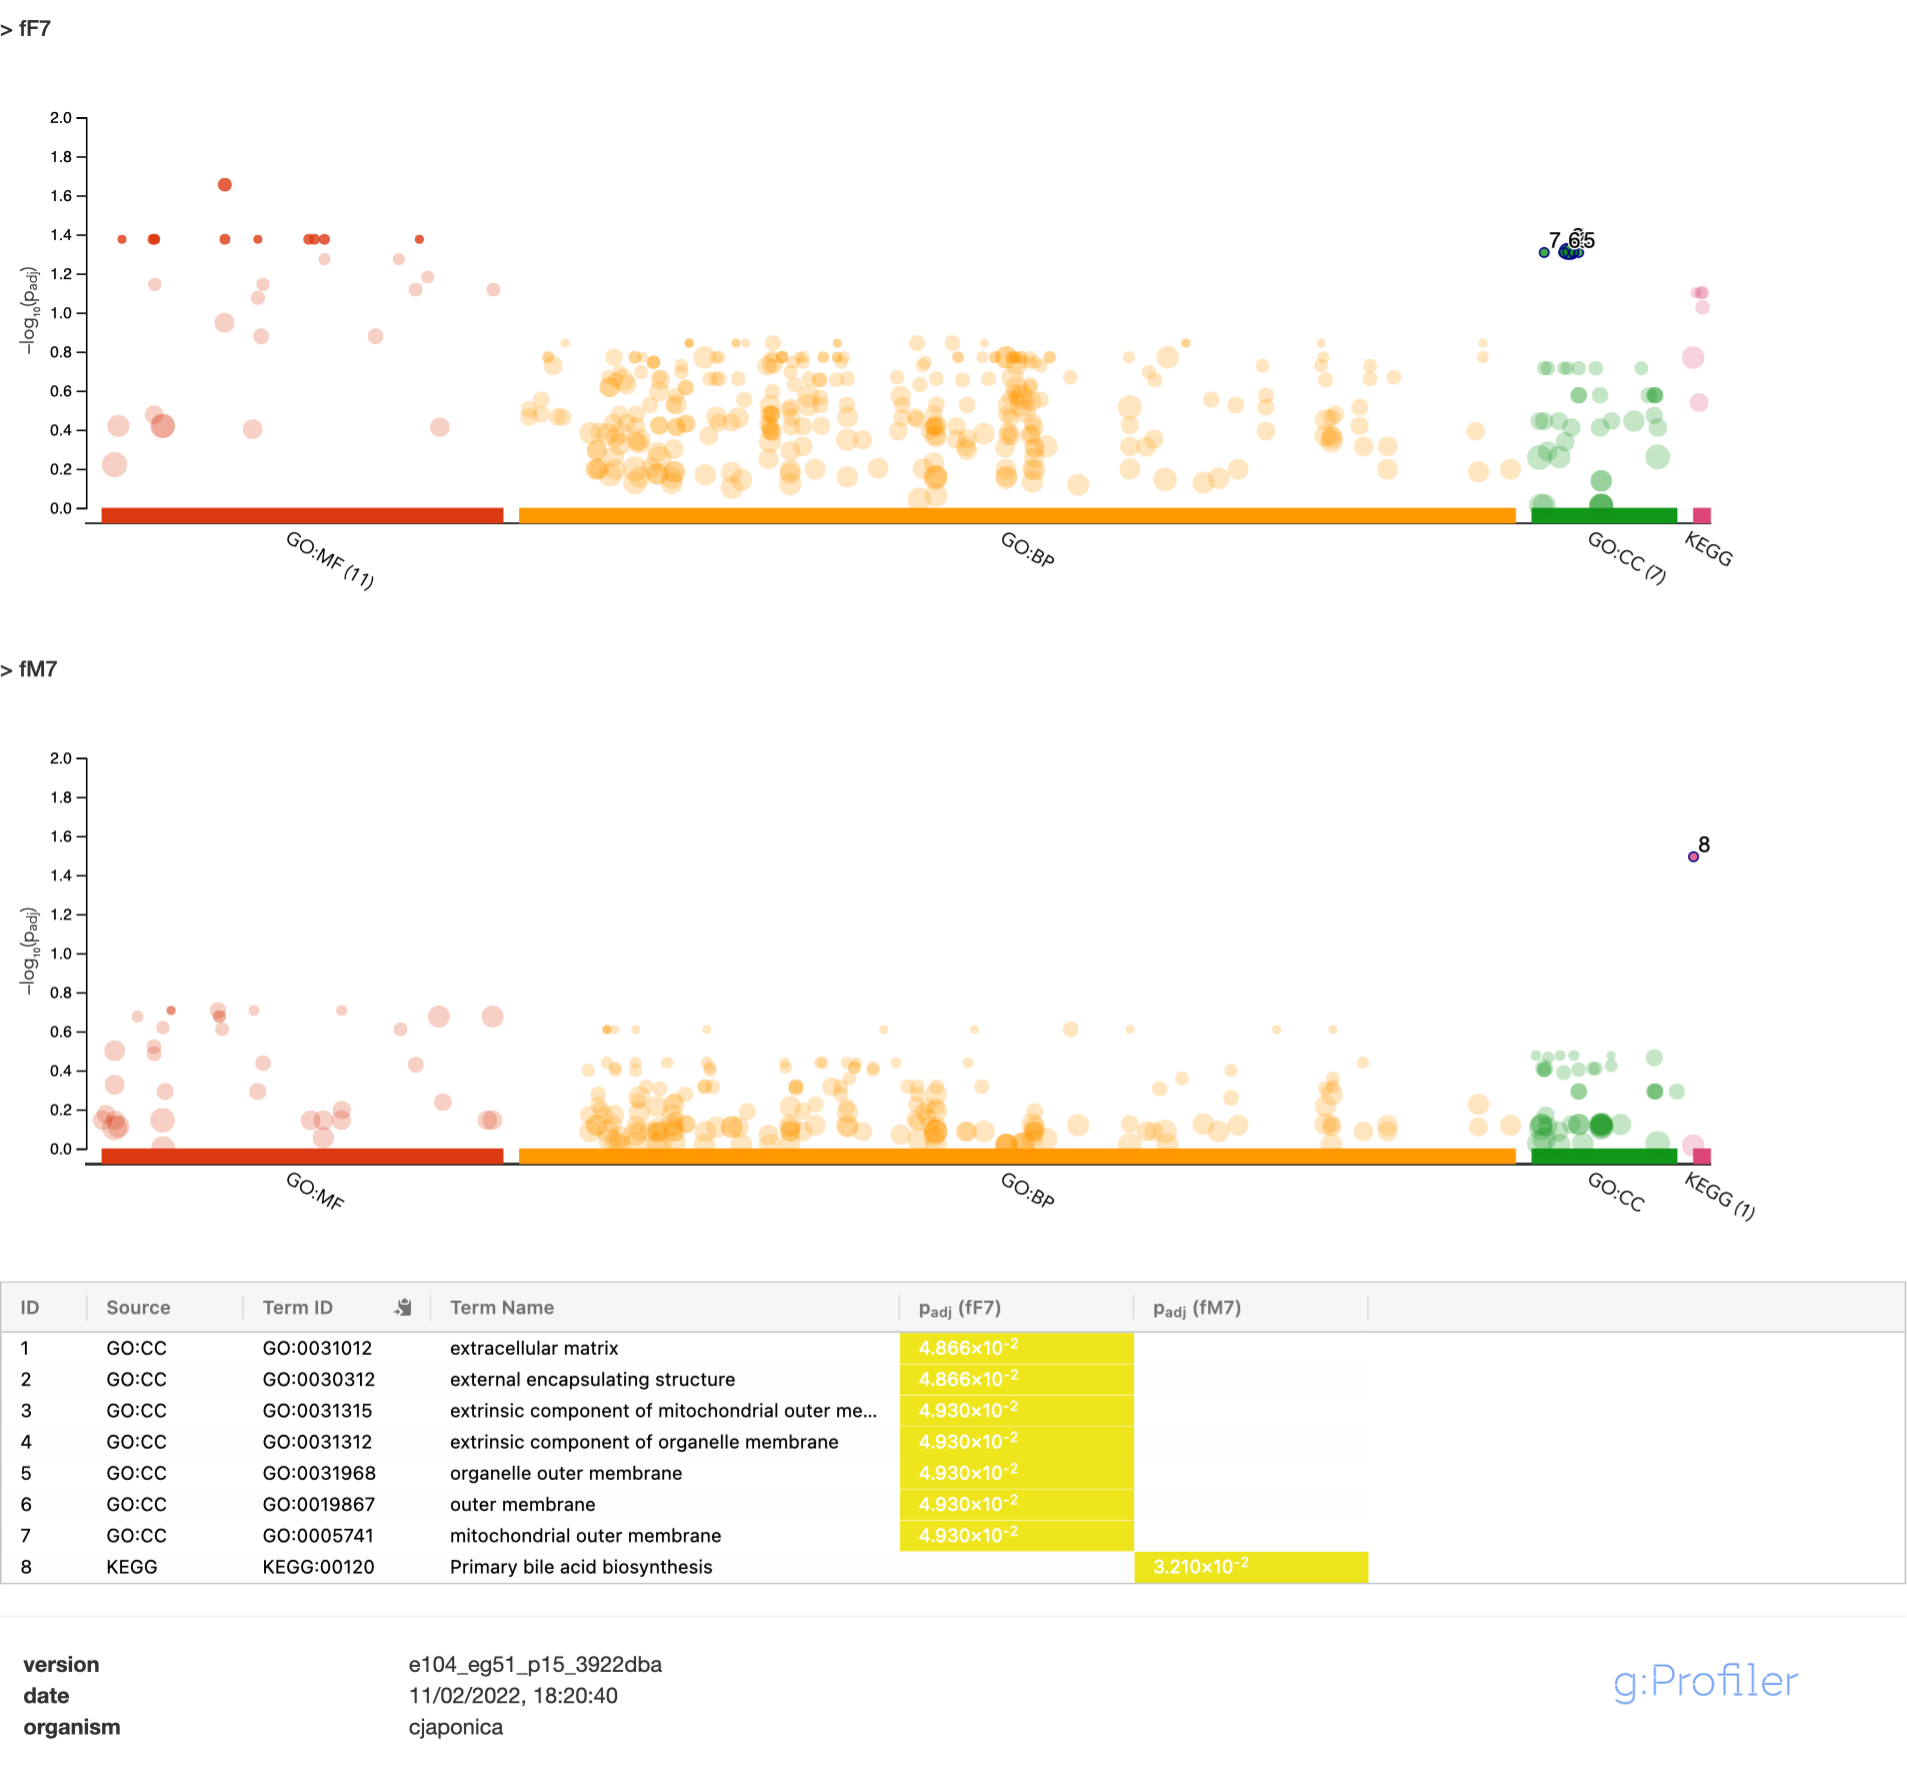 > fF7
2.0
1.8
1.6
1.4
1.2
1.0
0.8
0.6
0.4
0.2
0.0
−log₁₀(padj)
7 6 5
GO:MF (11)
GO:BP
GO:CC (7)
KEGG
> fM7
2.0
1.8
1.6
1.4
1.2
1.0
0.8
0.6
0.4
0.2
0.0
−log₁₀(padj)
8
GO:MF
GO:BP
GO:CC
KEGG (1)
ID Source Term ID Term Name padj (fF7) padj (fM7)
1 GO:CC GO:0031012 extracellular matrix 4.866×10⁻²
2 GO:CC GO:0030312 external encapsulating structure 4.866×10⁻²
3 GO:CC GO:0031315 extrinsic component of mitochondrial outer me... 4.930×10⁻²
4 GO:CC GO:0031312 extrinsic component of organelle membrane 4.930×10⁻²
5 GO:CC GO:0031968 organelle outer membrane 4.930×10⁻²
6 GO:CC GO:0019867 outer membrane 4.930×10⁻²
7 GO:CC GO:0005741 mitochondrial outer membrane 4.930×10⁻²
8 KEGG KEGG:00120 Primary bile acid biosynthesis 3.210×10⁻²
version e104_eg51_p15_3922dba
date 11/02/2022, 18:20:40
organism cjaponica
g:Profiler